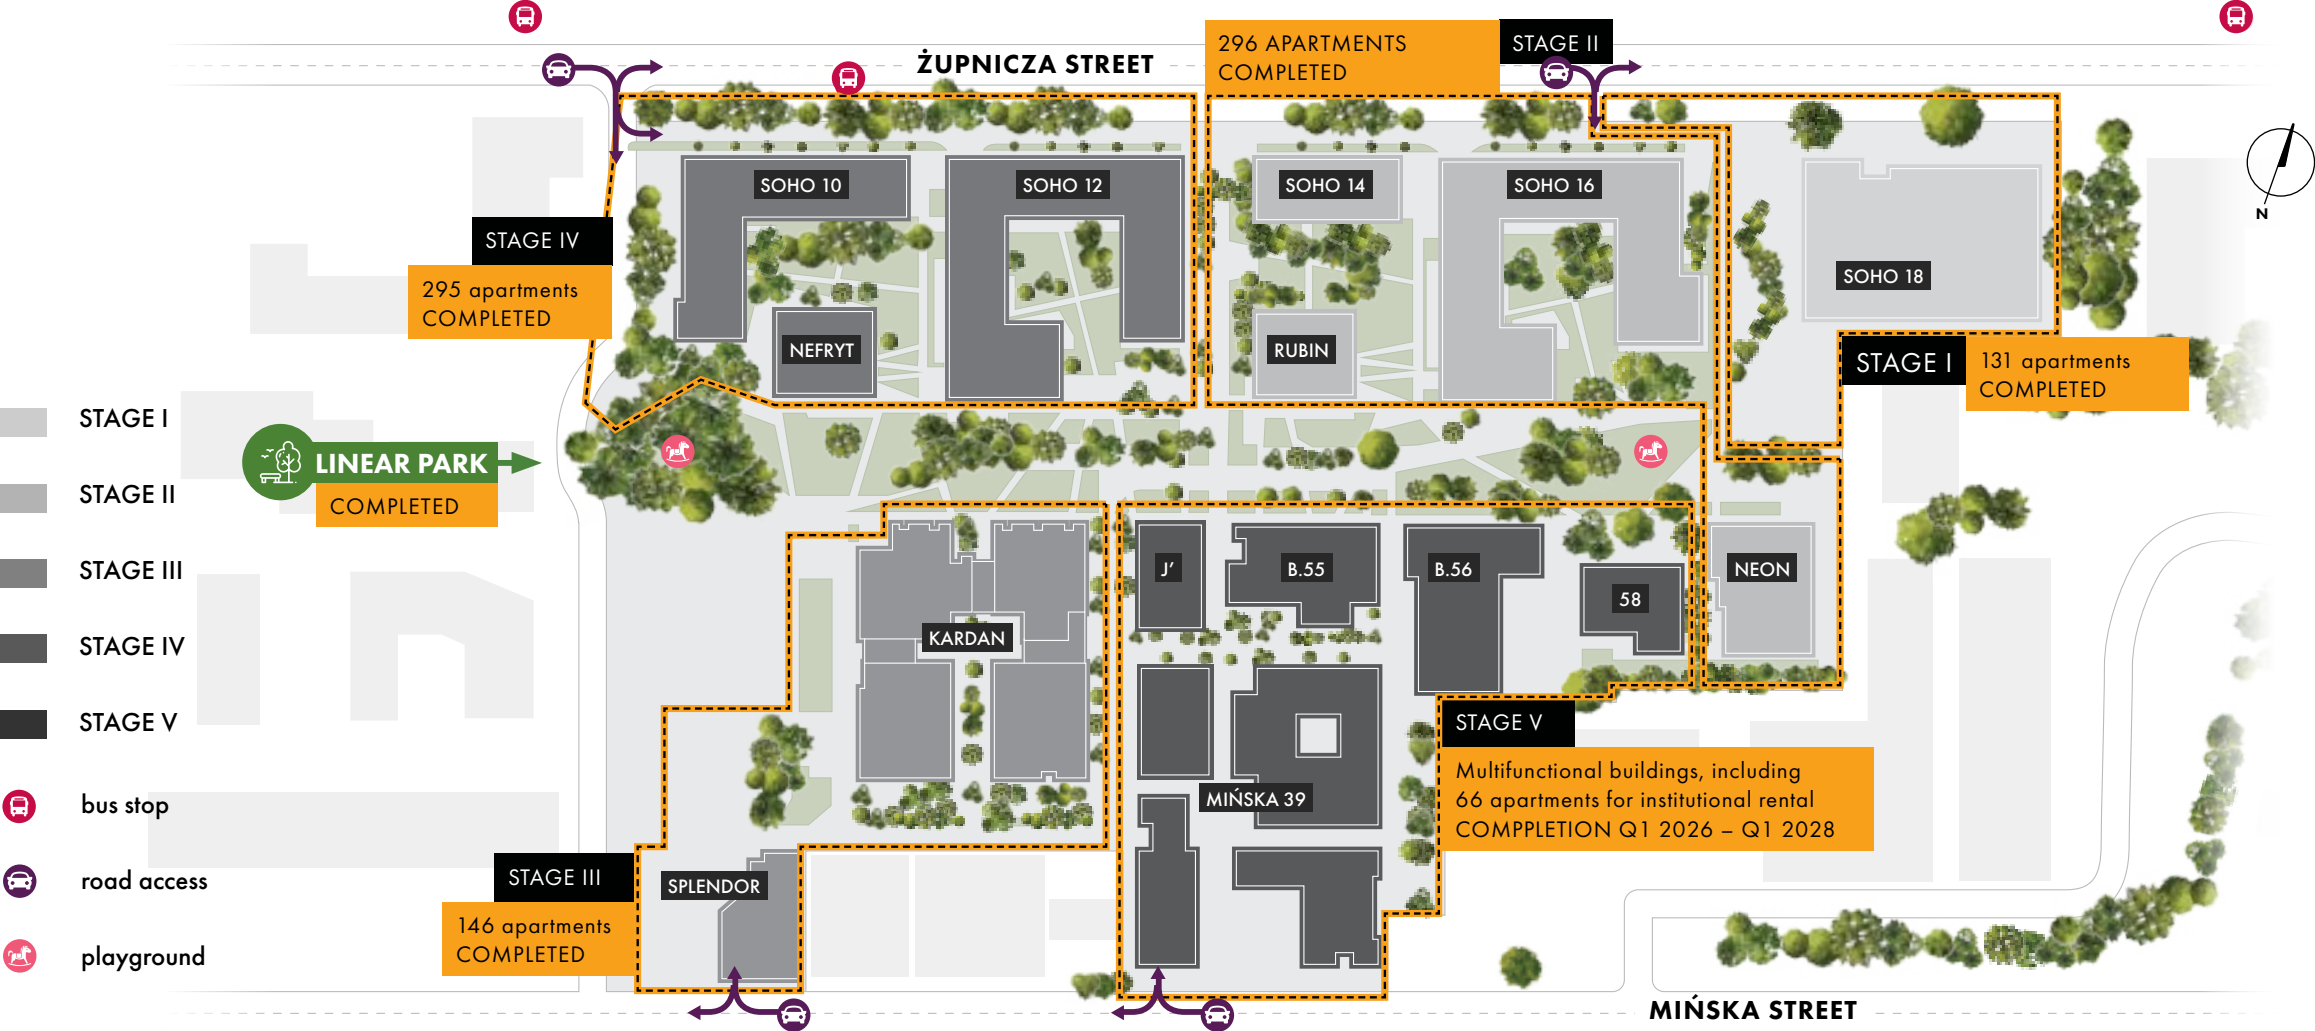 ŻUPNICZA STREET
296 APARTMENTS
COMPLETED
STAGE II
SOHO 10
SOHO 12
SOHO 14
SOHO 16
SOHO 18
N
STAGE IV
295 apartments
COMPLETED
NEFRYT
RUBIN
STAGE I
131 apartments
COMPLETED
LINEAR PARK
COMPLETED
J’
B.55
B.56
58
NEON
KARDAN
MIŃSKA 39
STAGE V
Multifunctional buildings, including
66 apartments for institutional rental
COMPPLETION Q1 2026 – Q1 2028
STAGE III
146 apartments
COMPLETED
SPLENDOR
MIŃSKA STREET
STAGE I
STAGE II
STAGE III
STAGE IV
STAGE V
bus stop
road access
playground